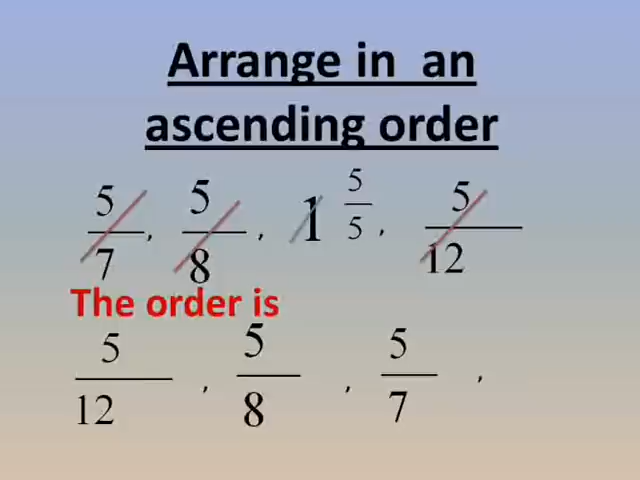 Arrange in an
ascending order
5/7, 5/8, 1 5/5, 5/12
The order is
5/12, 5/8, 5/7,